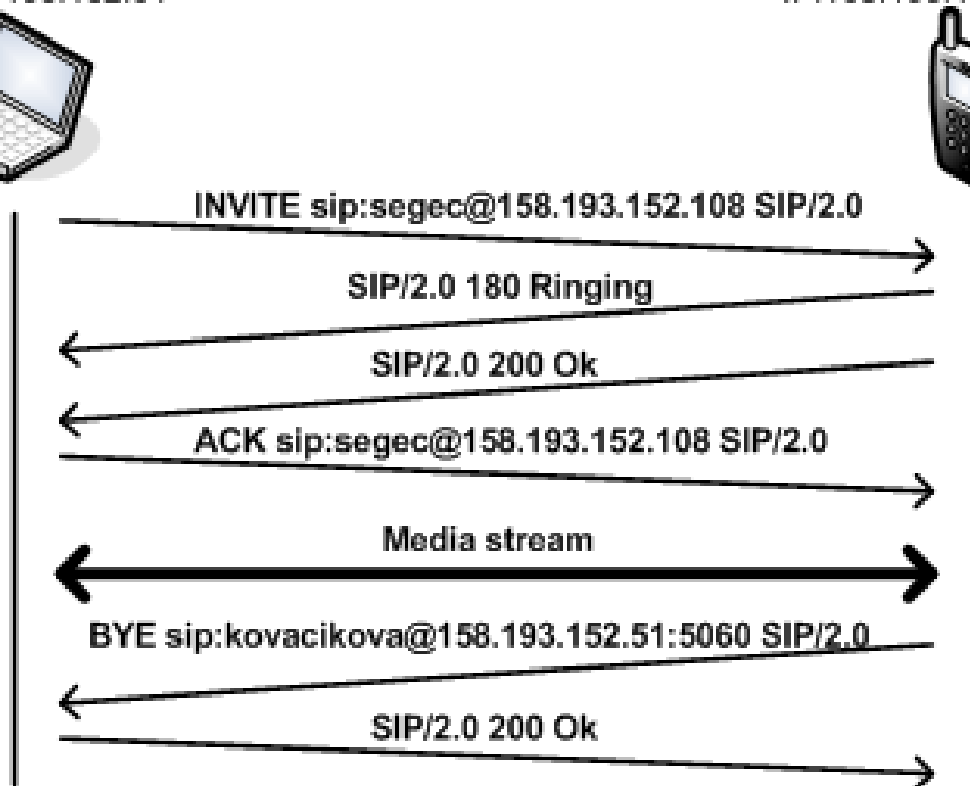 INVITE sip:segec@158.193.152.108 SIP/2.0
SIP/2.0 180 Ringing
SIP/2.0 200 Ok
ACK sip:segec@158.193.152.108 SIP/2.0
Media stream
BYE sip:kovacikova@158.193.152.51:5060 SIP/2.0
SIP/2.0 200 Ok